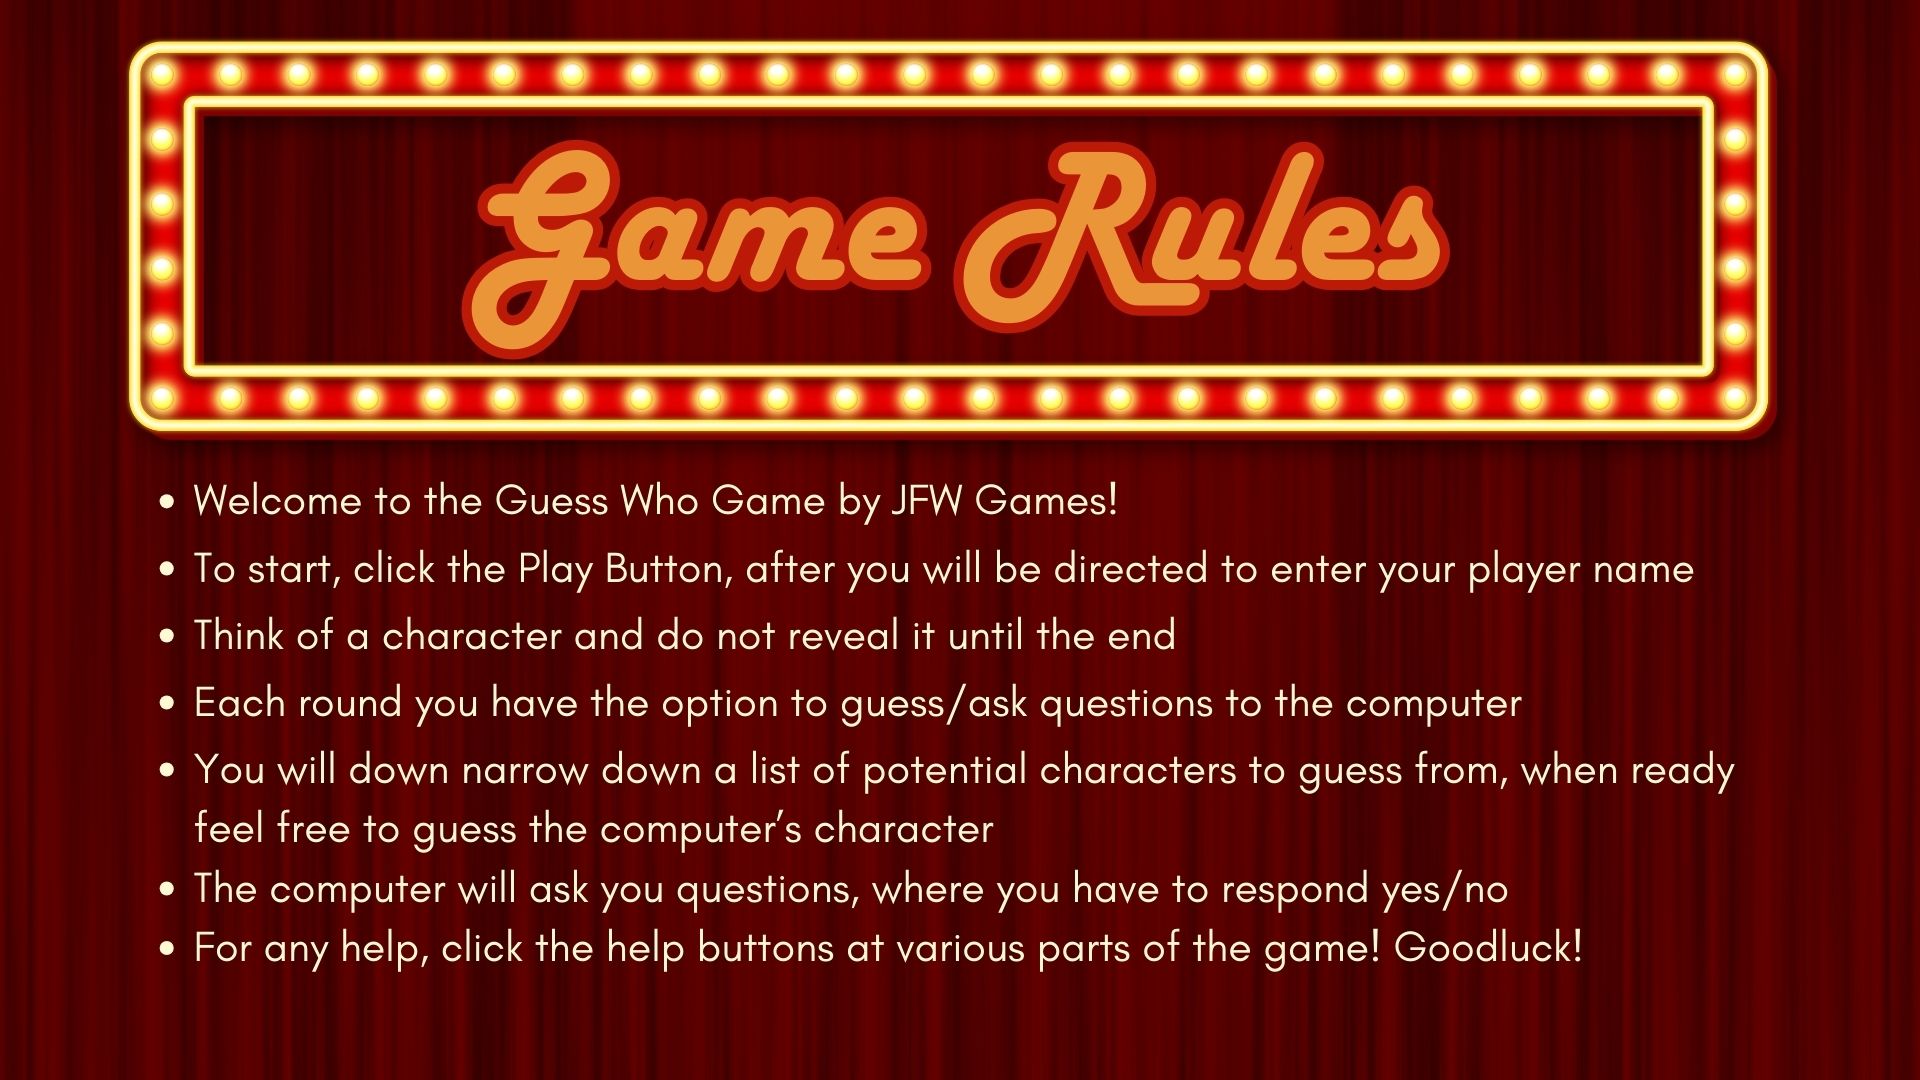 Game Rules
• Welcome to the Guess Who Game by JFW Games!
• To start, click the Play Button, after you will be directed to enter your player name
• Think of a character and do not reveal it until the end
• Each round you have the option to guess/ask questions to the computer
• You will down narrow down a list of potential characters to guess from, when ready
feel free to guess the computer’s character
• The computer will ask you questions, where you have to respond yes/no
• For any help, click the help buttons at various parts of the game! Goodluck!